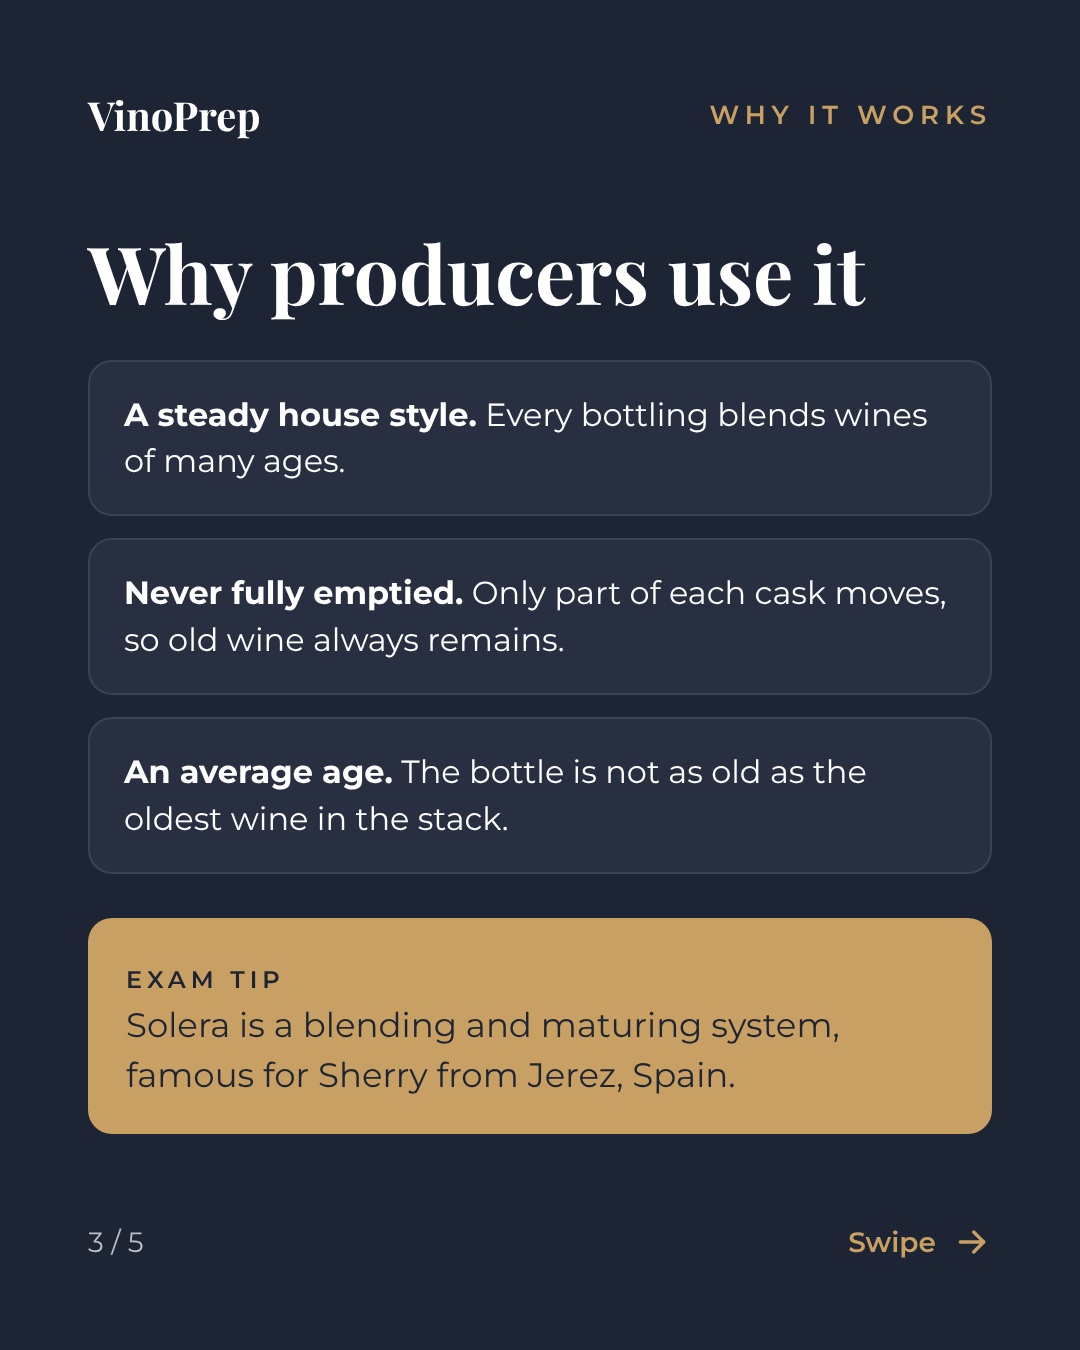 VinoPrep
WHY IT WORKS
Why producers use it
A steady house style. Every bottling blends wines
of many ages.
Never fully emptied. Only part of each cask moves,
so old wine always remains.
An average age. The bottle is not as old as the
oldest wine in the stack.
EXAM TIP
Solera is a blending and maturing system,
famous for Sherry from Jerez, Spain.
3 / 5
Swipe →